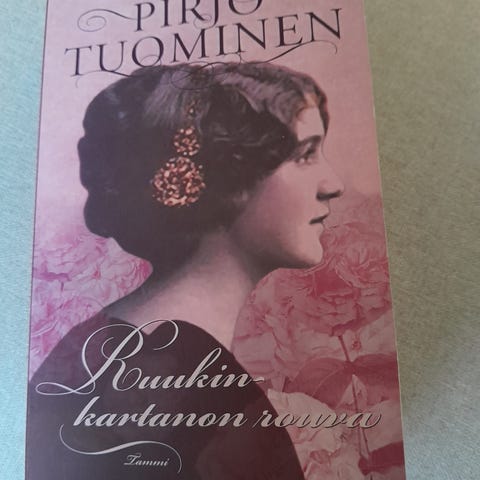 PIRJO
TUOMINEN
Ruukin-
kartanon rouva
Tammi